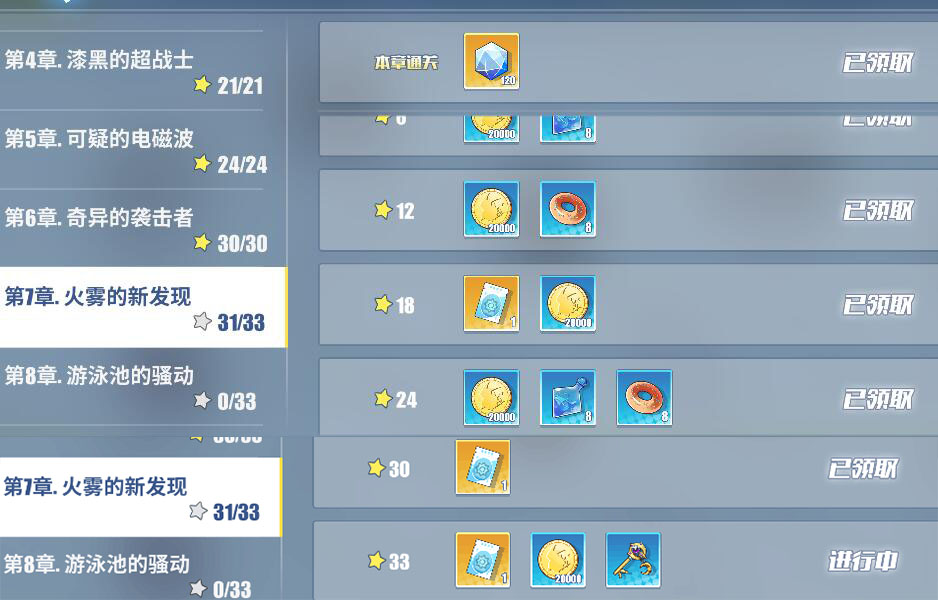 第4章. 漆黑的超战士
21/21
第5章. 可疑的电磁波
24/24
第6章. 奇异的袭击者
30/30
第7章. 火雾的新发现
31/33
第8章. 游泳池的骚动
0/33
第7章. 火雾的新发现
31/33
第8章. 游泳池的骚动
0/33
本章通关
120
已领取
20000
8
已领取
12
20000
8
已领取
18
1
20000
已领取
24
20000
8
8
已领取
30
1
已领取
33
1
20000
进行中